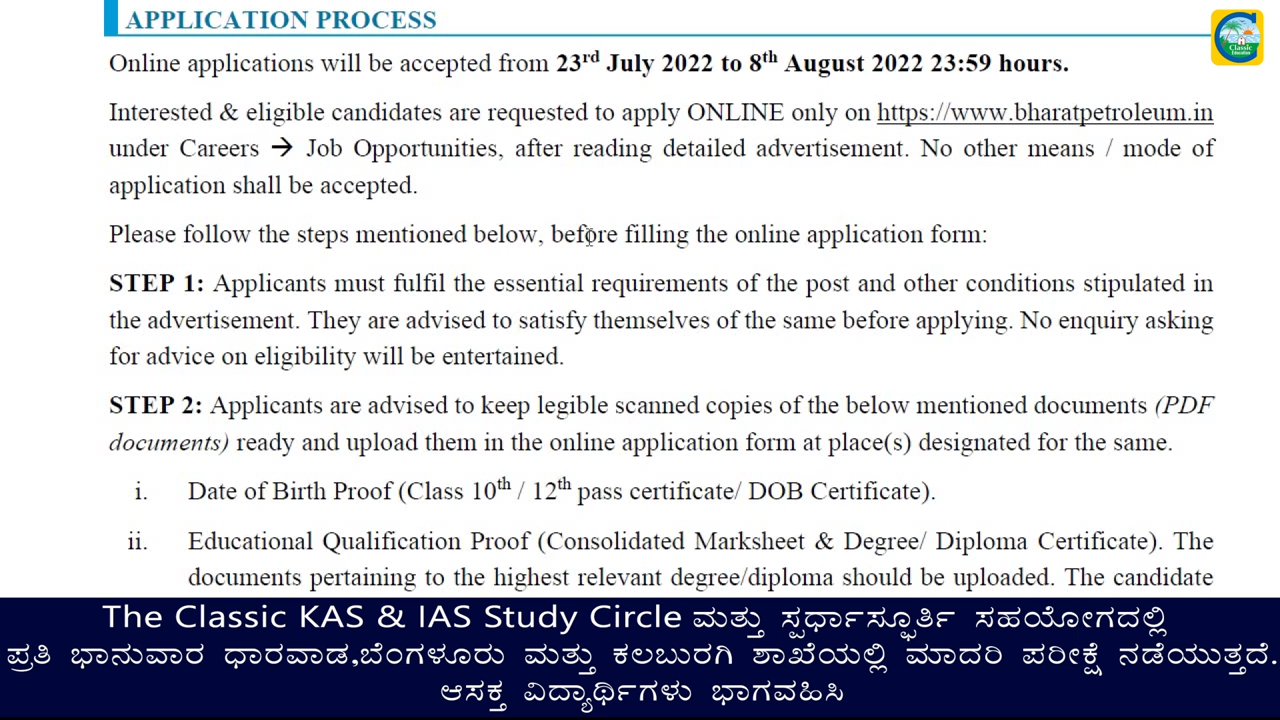 APPLICATION PROCESS
Classic
Education
Online applications will be accepted from 23rd July 2022 to 8th August 2022 23:59 hours.
Interested & eligible candidates are requested to apply ONLINE only on https://www.bharatpetroleum.in
under Careers → Job Opportunities, after reading detailed advertisement. No other means / mode of
application shall be accepted.
Please follow the steps mentioned below, before filling the online application form:
STEP 1: Applicants must fulfil the essential requirements of the post and other conditions stipulated in
the advertisement. They are advised to satisfy themselves of the same before applying. No enquiry asking
for advice on eligibility will be entertained.
STEP 2: Applicants are advised to keep legible scanned copies of the below mentioned documents (PDF
documents) ready and upload them in the online application form at place(s) designated for the same.
i. Date of Birth Proof (Class 10th / 12th pass certificate/ DOB Certificate).
ii. Educational Qualification Proof (Consolidated Marksheet & Degree/ Diploma Certificate). The
documents pertaining to the highest relevant degree/diploma should be uploaded. The candidate
The Classic KAS & IAS Study Circle ಮತ್ತು ಸ್ಪರ್ಧಾಸ್ಫೂರ್ತಿ ಸಹಯೋಗದಲ್ಲಿ
ಪ್ರತಿ ಭಾನುವಾರ ಧಾರವಾಡ,ಬೆಂಗಳೂರು ಮತ್ತು ಕಲಬುರಗಿ ಶಾಖೆಯಲ್ಲಿ ಮಾದರಿ ಪರೀಕ್ಷೆ ನಡೆಯುತ್ತದೆ.
ಆಸಕ್ತ ವಿದ್ಯಾರ್ಥಿಗಳು ಭಾಗವಹಿಸಿ